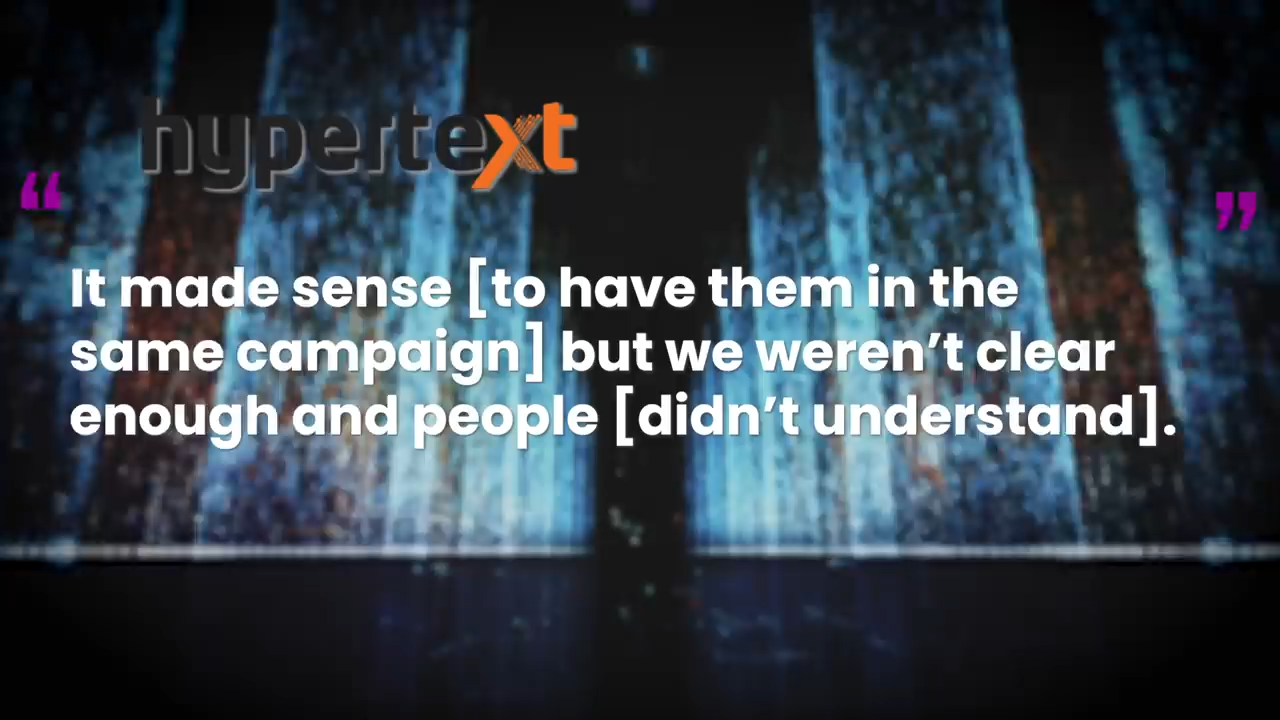 hypertext
“ ”
It made sense [to have them in the
same campaign] but we weren’t clear
enough and people [didn’t understand].